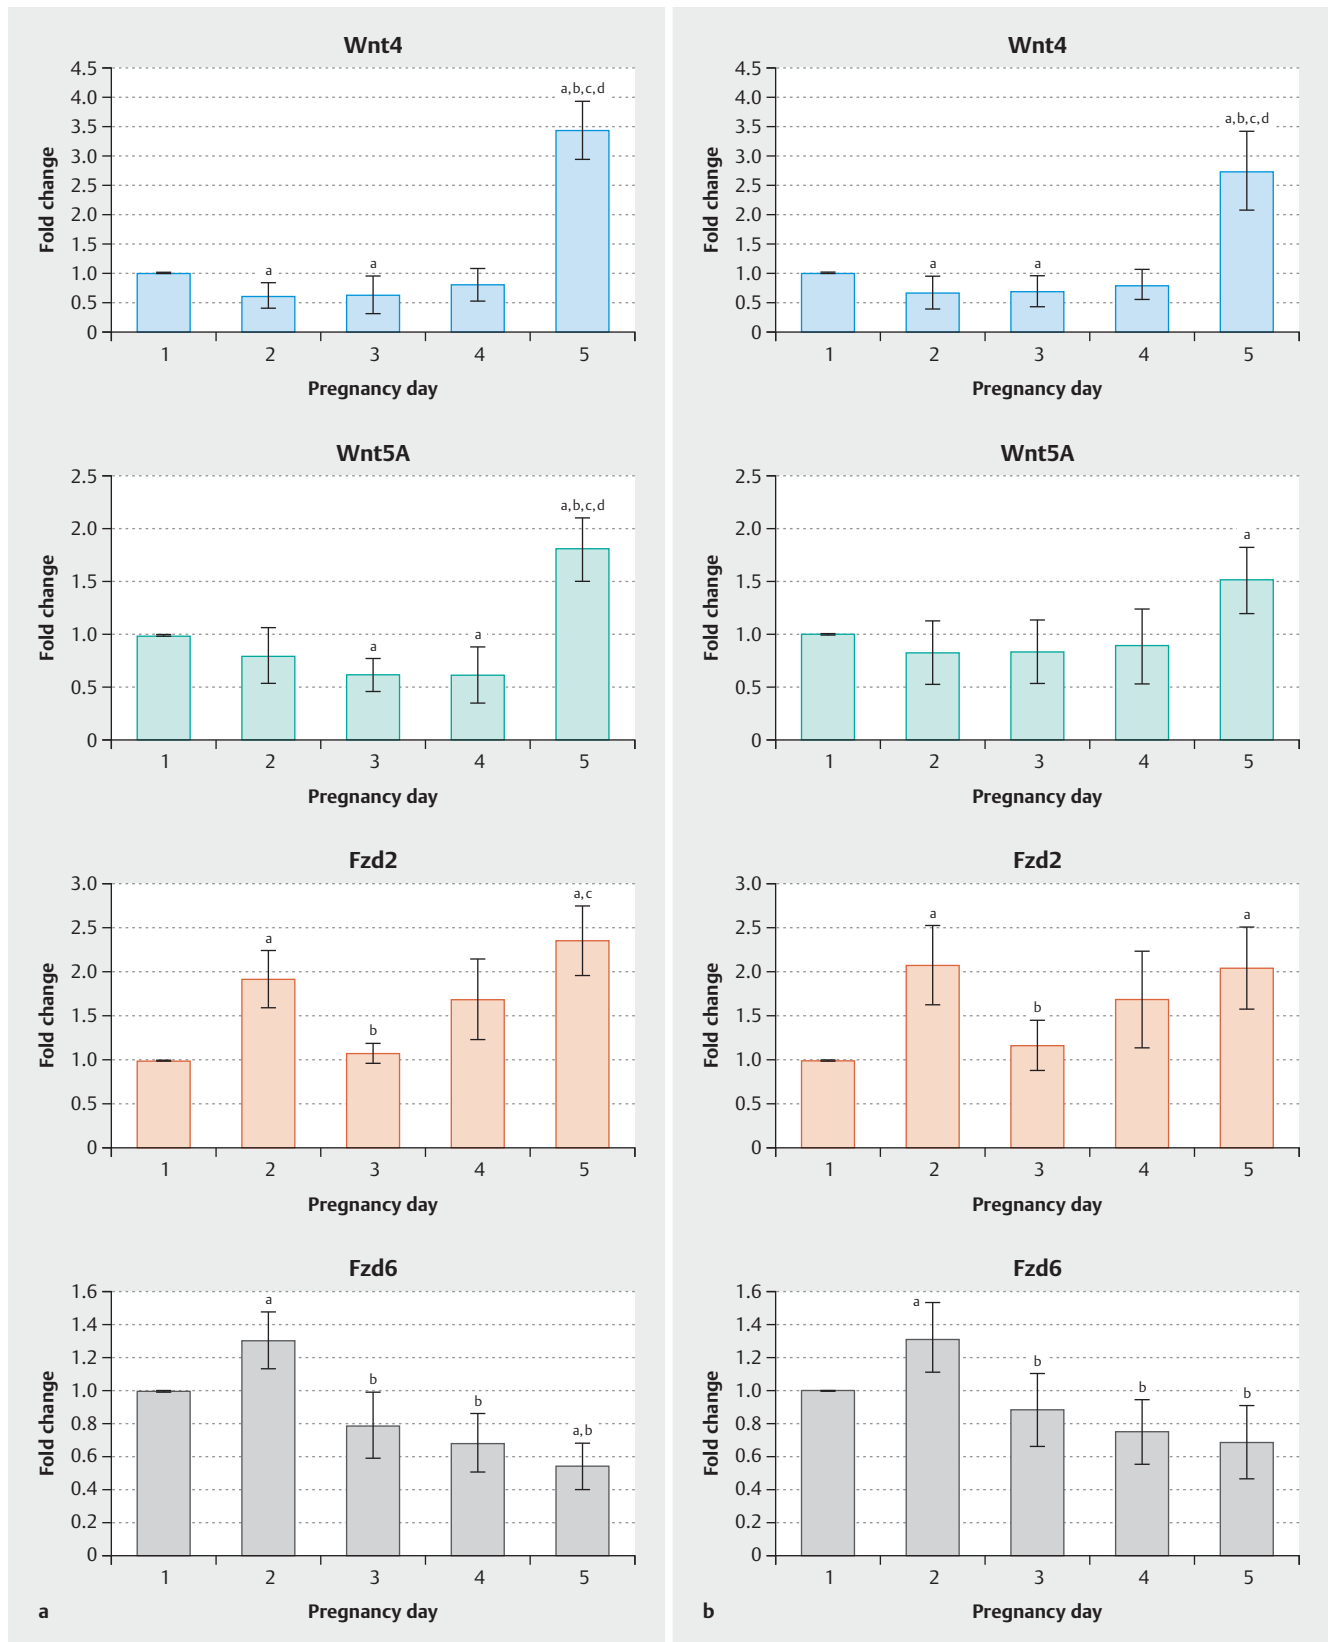 Wnt4
4.5
4.0
3.5
3.0
2.5
2.0
1.5
1.0
0.5
0
Fold change
a
a
a,b,c,d
1 2 3 4 5
Pregnancy day
Wnt5A
2.5
2.0
1.5
1.0
0.5
0
Fold change
a
a
a,b,c,d
1 2 3 4 5
Pregnancy day
Fzd2
3.0
2.5
2.0
1.5
1.0
0.5
0
Fold change
a
b
a,c
1 2 3 4 5
Pregnancy day
Fzd6
1.6
1.4
1.2
1.0
0.8
0.6
0.4
0.2
0
Fold change
a
b
b
a,b
1 2 3 4 5
Pregnancy day
a
Wnt4
4.5
4.0
3.5
3.0
2.5
2.0
1.5
1.0
0.5
0
Fold change
a
a
a,b,c,d
1 2 3 4 5
Pregnancy day
Wnt5A
2.5
2.0
1.5
1.0
0.5
0
Fold change
a
1 2 3 4 5
Pregnancy day
Fzd2
3.0
2.5
2.0
1.5
1.0
0.5
0
Fold change
a
b
a
1 2 3 4 5
Pregnancy day
Fzd6
1.6
1.4
1.2
1.0
0.8
0.6
0.4
0.2
0
Fold change
a
b
b
b
1 2 3 4 5
Pregnancy day
b